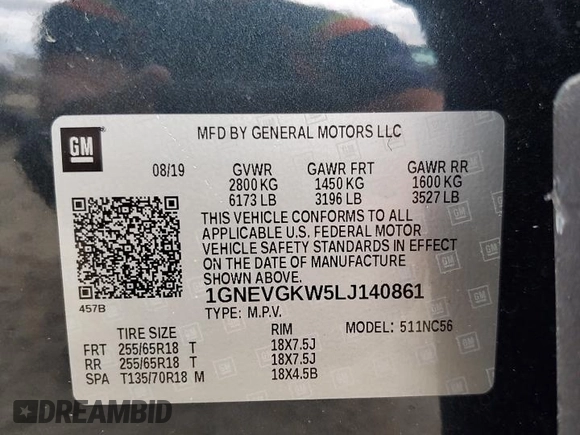 MFD BY GENERAL MOTORS LLC
GM
08/19 GVWR GAWR FRT GAWR RR
2800 KG 1450 KG 1600 KG
6173 LB 3196 LB 3527 LB
THIS VEHICLE CONFORMS TO ALL
APPLICABLE U.S. FEDERAL MOTOR
VEHICLE SAFETY STANDARDS IN EFFECT
ON THE DATE OF MANUFACTURE
SHOWN ABOVE.
1GNEVGKW5LJ140861
457B TYPE: M.P.V.
TIRE SIZE RIM MODEL: 511NC56
FRT 255/65R18 T 18X7.5J
RR 255/65R18 T 18X7.5J
SPA T135/70R18 M 18X4.5B
DREAMBID